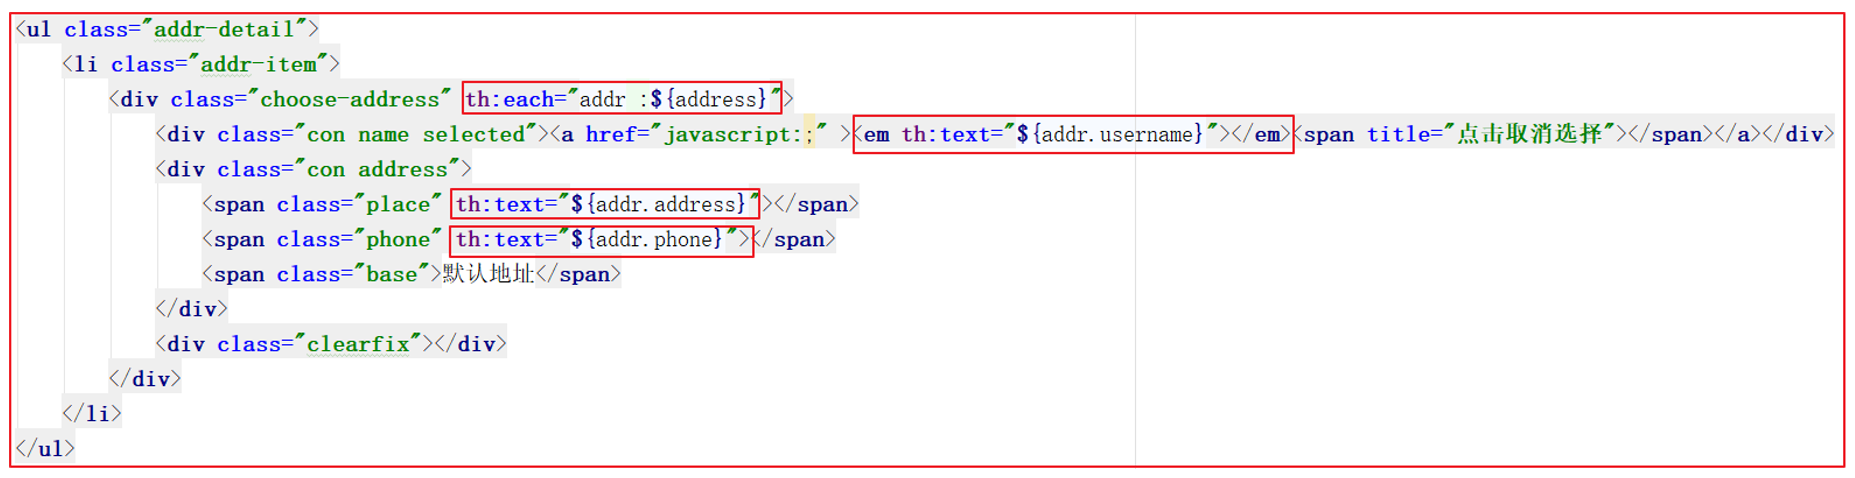 <ul class="addr-detail">
<li class="addr-item">
<div class="choose-address" th:each="addr :${address}">
<div class="con name selected"><a href="javascript:;" ><em th:text="${addr.username}"></em><span title="点击取消选择"></span></a></div>
<div class="con address">
<span class="place" th:text="${addr.address}"></span>
<span class="phone" th:text="${addr.phone}"></span>
<span class="base">默认地址</span>
</div>
<div class="clearfix"></div>
</div>
</li>
</ul>